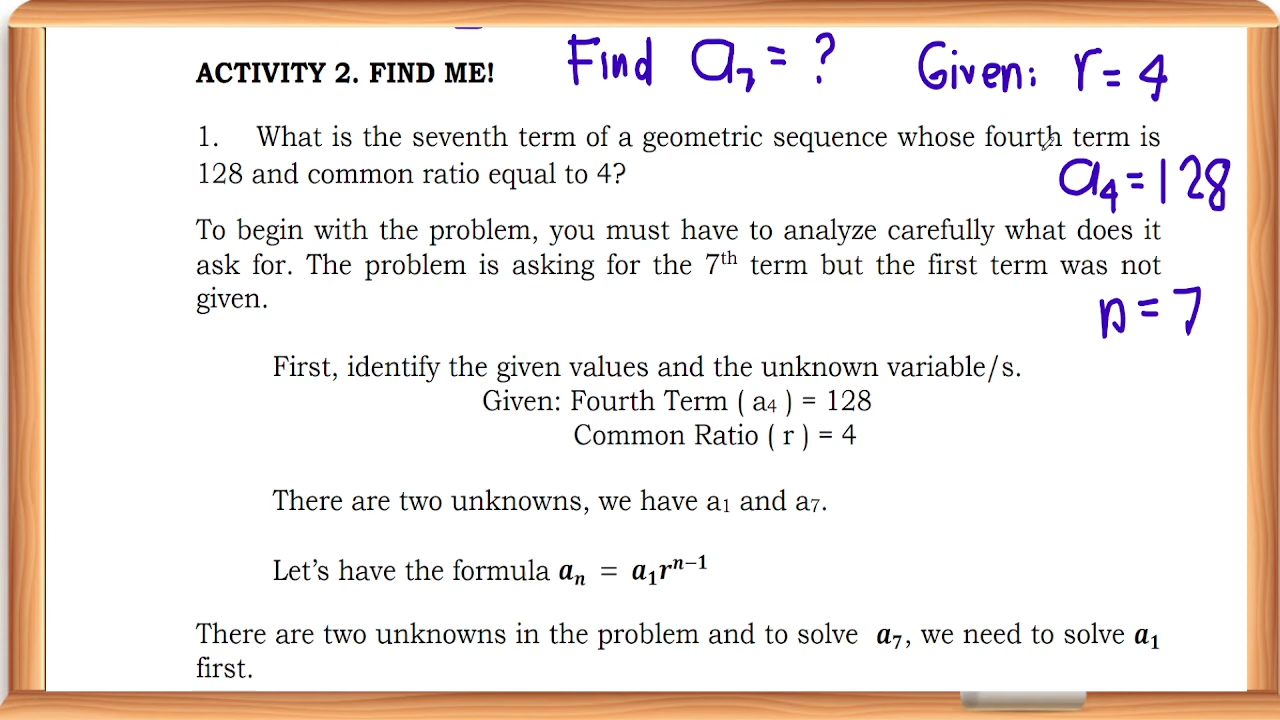 Find a₇ = ? Given: r = 4
ACTIVITY 2. FIND ME!
1. What is the seventh term of a geometric sequence whose fourth term is
128 and common ratio equal to 4?
a₄ = 128
To begin with the problem, you must have to analyze carefully what does it
ask for. The problem is asking for the 7th term but the first term was not
given.
n = 7
First, identify the given values and the unknown variable/s.
Given: Fourth Term ( a₄ ) = 128
Common Ratio ( r ) = 4
There are two unknowns, we have a₁ and a₇.
Let’s have the formula aₙ = a₁rⁿ⁻¹
There are two unknowns in the problem and to solve a₇, we need to solve a₁
first.